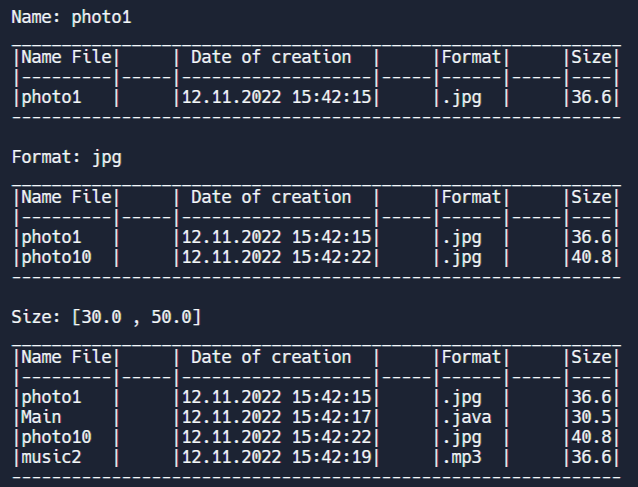 Name: photo1
_____________________________________________________________
|Name File|     | Date of creation  |     |Format|     |Size|
|---------|-----|-------------------|-----|------|-----|----|
|photo1   |     |12.11.2022 15:42:15|     |.jpg  |     |36.6|
-------------------------------------------------------------
Format: jpg
_____________________________________________________________
|Name File|     | Date of creation  |     |Format|     |Size|
|---------|-----|-------------------|-----|------|-----|----|
|photo1   |     |12.11.2022 15:42:15|     |.jpg  |     |36.6|
|photo10  |     |12.11.2022 15:42:22|     |.jpg  |     |40.8|
-------------------------------------------------------------
Size: [30.0 , 50.0]
_____________________________________________________________
|Name File|     | Date of creation  |     |Format|     |Size|
|---------|-----|-------------------|-----|------|-----|----|
|photo1   |     |12.11.2022 15:42:15|     |.jpg  |     |36.6|
|Main     |     |12.11.2022 15:42:17|     |.java |     |30.5|
|photo10  |     |12.11.2022 15:42:22|     |.jpg  |     |40.8|
|music2   |     |12.11.2022 15:42:19|     |.mp3  |     |36.6|
-------------------------------------------------------------